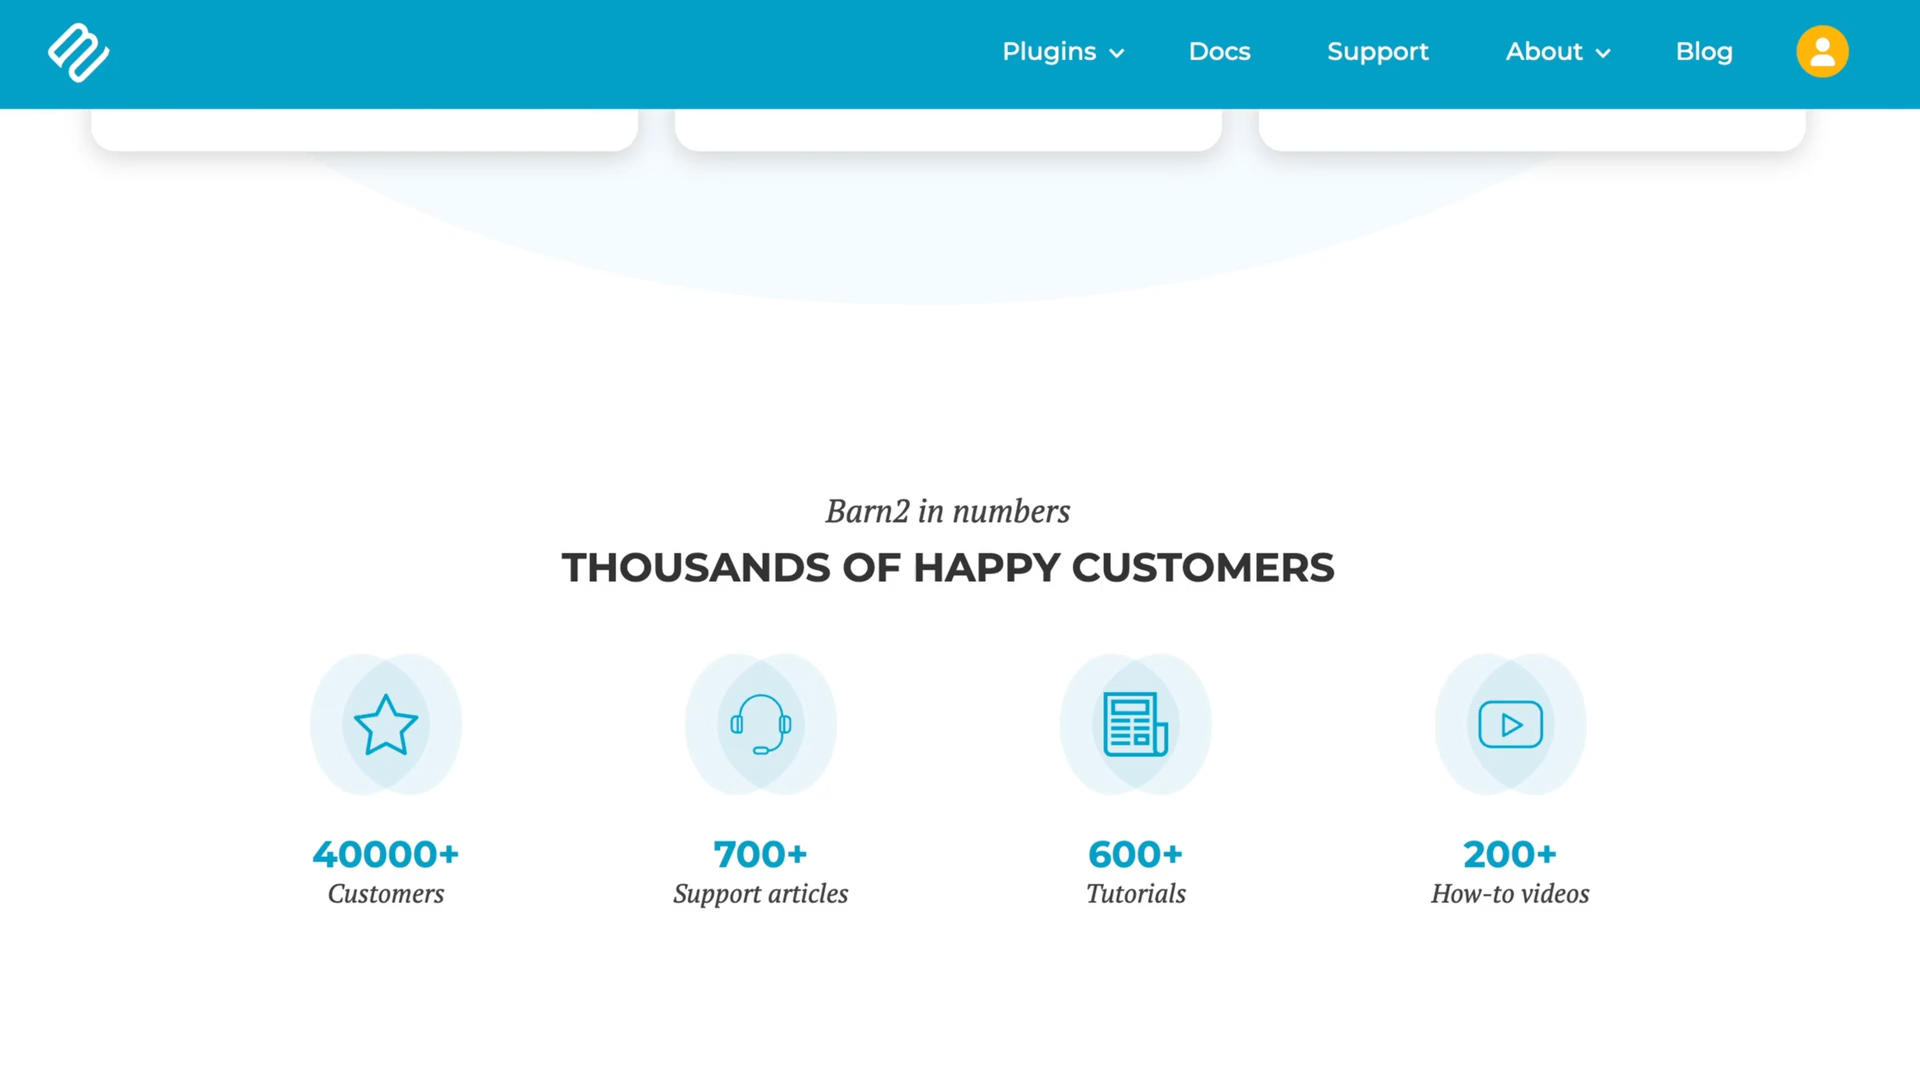 Plugins Docs Support About Blog
Barn2 in numbers
THOUSANDS OF HAPPY CUSTOMERS
40000+ 700+ 600+ 200+
Customers Support articles Tutorials How-to videos